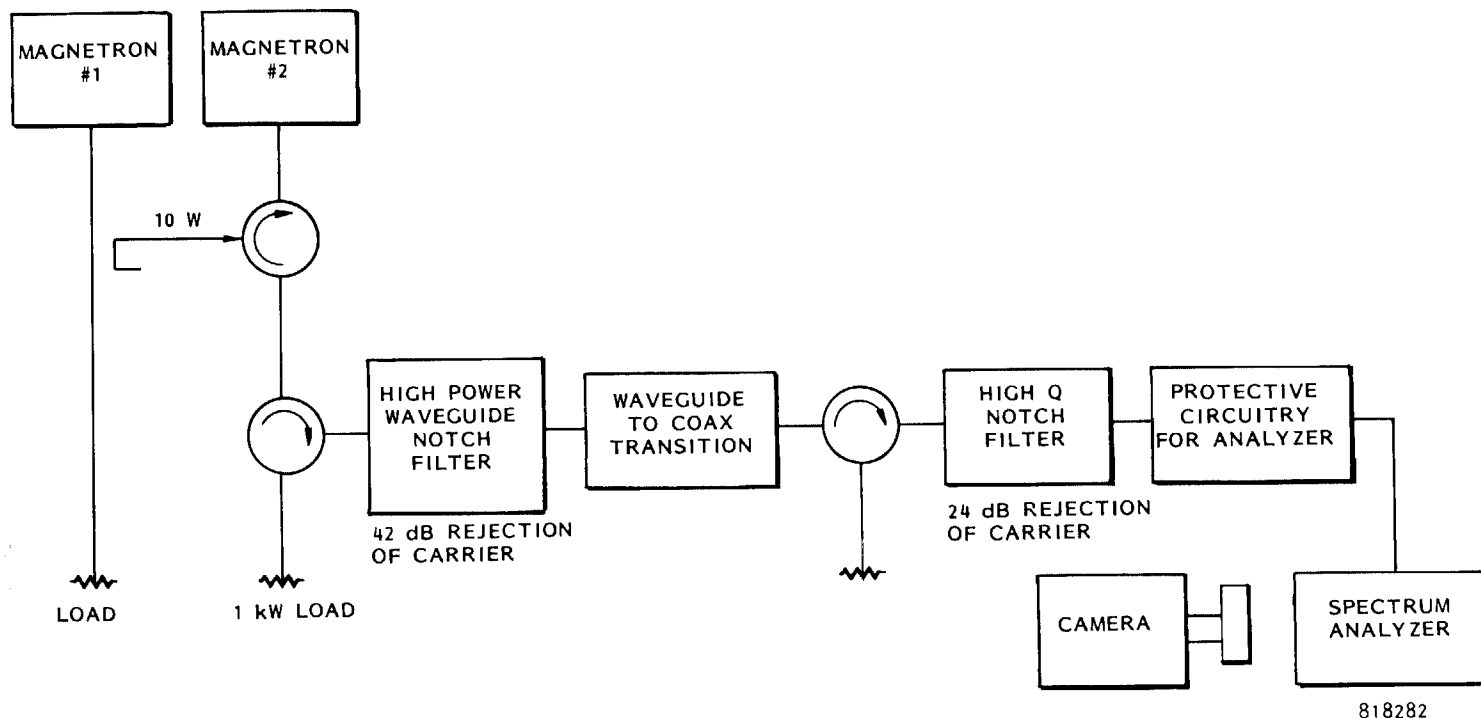 MAGNETRON
#1
MAGNETRON
#2
10 W
HIGH POWER
WAVEGUIDE
NOTCH
FILTER
WAVEGUIDE
TO COAX
TRANSITION
HIGH Q
NOTCH
FILTER
PROTECTIVE
CIRCUITRY
FOR ANALYZER
42 dB REJECTION
OF CARRIER
24 dB REJECTION
OF CARRIER
LOAD
1 kW LOAD
CAMERA
SPECTRUM
ANALYZER
818282